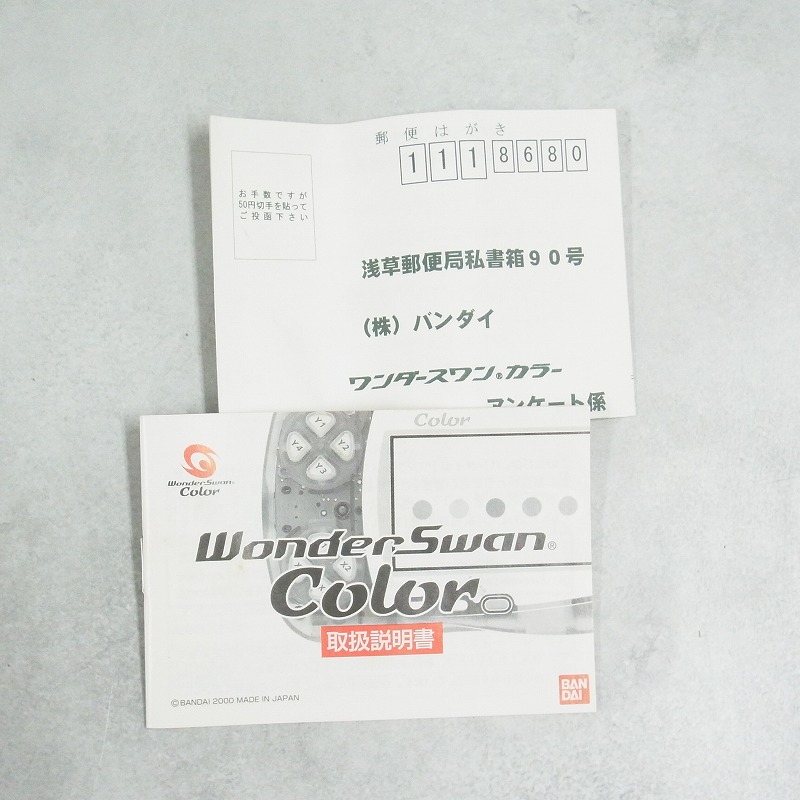 郵便はがき
1118680
お手数ですが
50円切手を貼って
ご投函下さい
浅草郵便局私書箱90号
(株)バンダイ
ワンダースワン®カラー
アンケート係
Color
Y1
Y4
Y2
Y3
WonderSwan®
Color
WonderSwan®
Color
X2
取扱説明書
©BANDAI 2000 MADE IN JAPAN
BAN
DAI